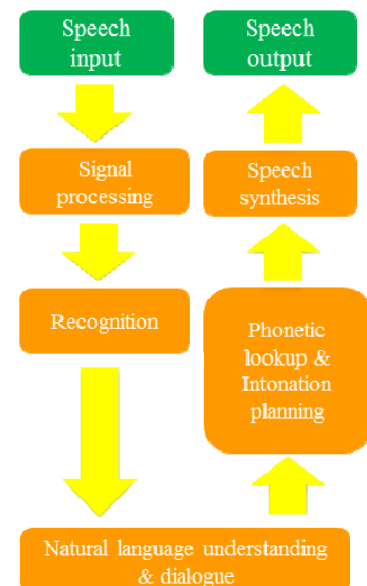 Speech
input
Speech
output
Signal
processing
Speech
synthesis
Recognition
Phonetic
lookup &
Intonation
planning
Natural language understanding
& dialogue